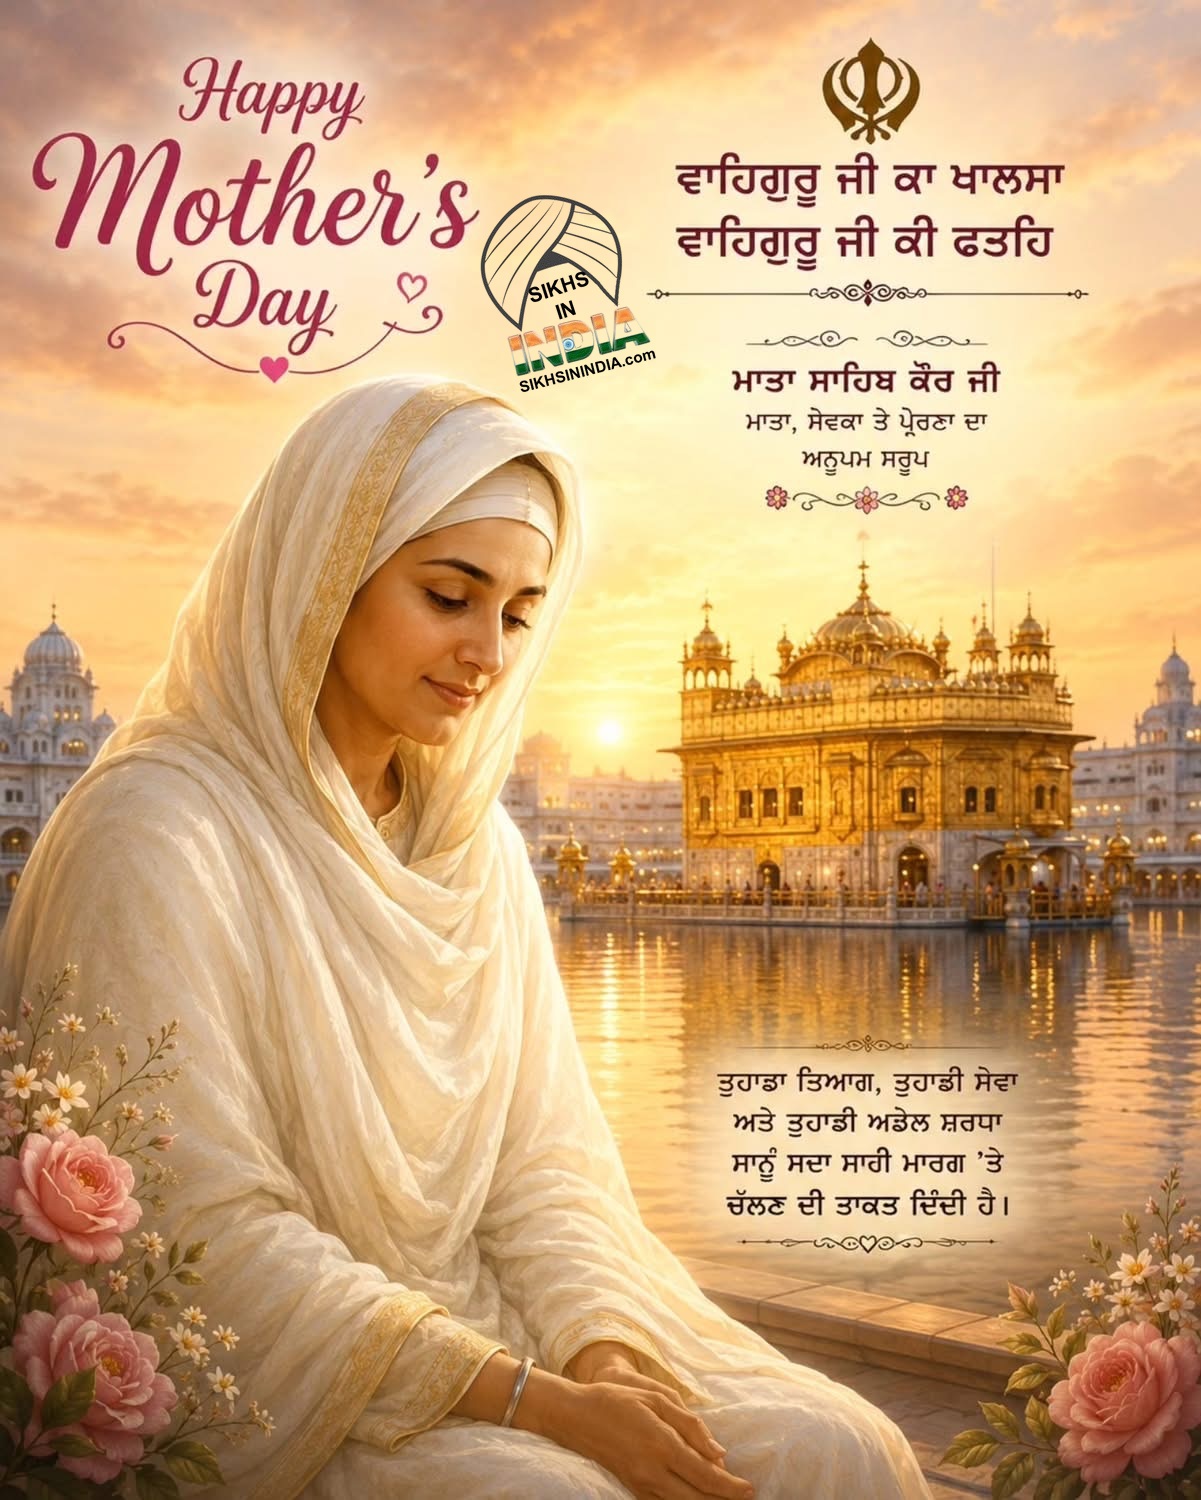 Happy
Mother's
Day
SIKHS
IN
INDIA
SIKHSININDIA.com
ਵਾਹਿਗੁਰੂ ਜੀ ਕਾ ਖਾਲਸਾ
ਵਾਹਿਗੁਰੂ ਜੀ ਕੀ ਫਤਹਿ
ਮਾਤਾ ਸਾਹਿਬ ਕੌਰ ਜੀ
ਮਾਤਾ, ਸੇਵਕਾ ਤੇ ਪ੍ਰੇਰਣਾ ਦਾ
ਅਨੂਪਮ ਸਰੂਪ
ਤੁਹਾਡਾ ਤਿਆਗ, ਤੁਹਾਡੀ ਸੇਵਾ
ਅਤੇ ਤੁਹਾਡੀ ਅਡੇਲ ਸ਼ਰਧਾ
ਸਾਨੂੰ ਸਦਾ ਸਾਹੀ ਮਾਰਗ 'ਤੇ
ਚੱਲਣ ਦੀ ਤਾਕਤ ਦਿੰਦੀ ਹੈ।